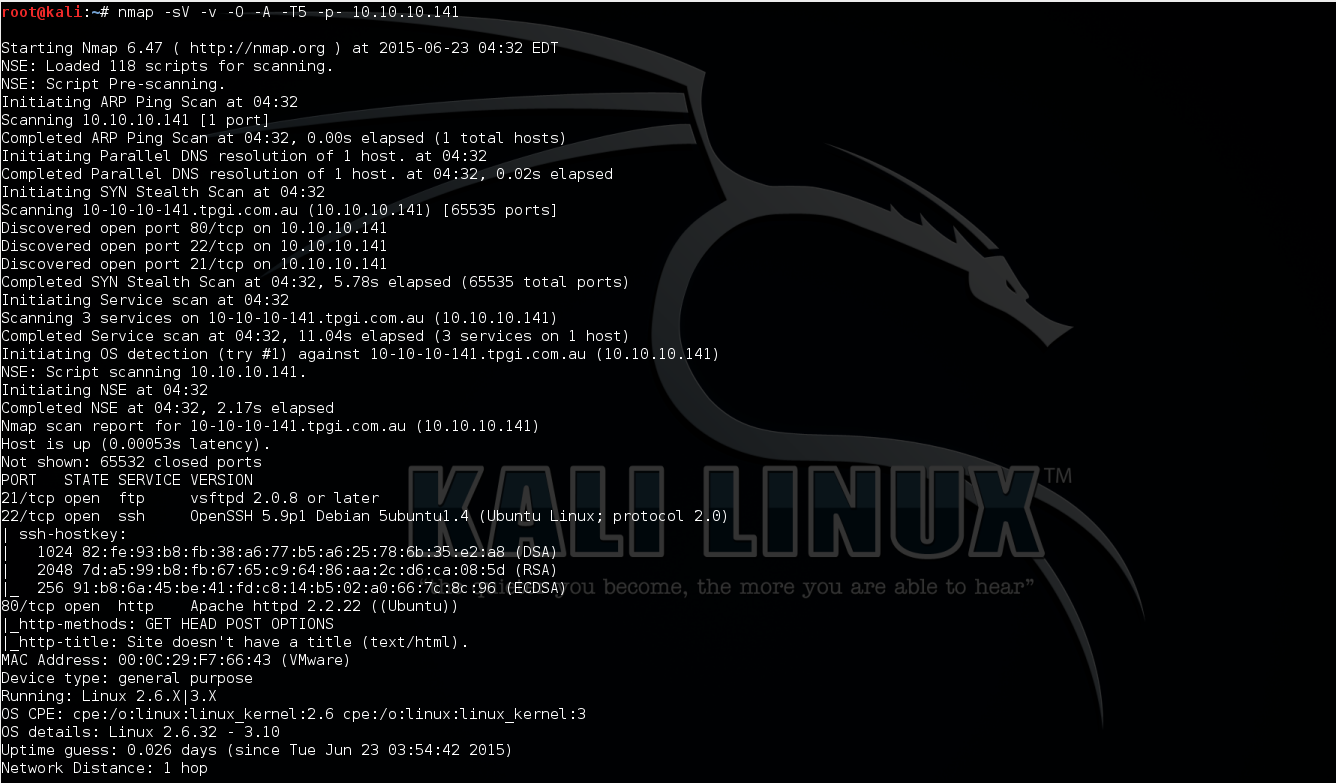 root@kali:~# nmap -sV -v -O -A -T5 -p- 10.10.10.141
Starting Nmap 6.47 ( http://nmap.org ) at 2015-06-23 04:32 EDT
NSE: Loaded 118 scripts for scanning.
NSE: Script Pre-scanning.
Initiating ARP Ping Scan at 04:32
Scanning 10.10.10.141 [1 port]
Completed ARP Ping Scan at 04:32, 0.00s elapsed (1 total hosts)
Initiating Parallel DNS resolution of 1 host. at 04:32
Completed Parallel DNS resolution of 1 host. at 04:32, 0.02s elapsed
Initiating SYN Stealth Scan at 04:32
Scanning 10-10-10-141.tpgi.com.au (10.10.10.141) [65535 ports]
Discovered open port 80/tcp on 10.10.10.141
Discovered open port 22/tcp on 10.10.10.141
Discovered open port 21/tcp on 10.10.10.141
Completed SYN Stealth Scan at 04:32, 5.78s elapsed (65535 total ports)
Initiating Service scan at 04:32
Scanning 3 services on 10-10-10-141.tpgi.com.au (10.10.10.141)
Completed Service scan at 04:32, 11.04s elapsed (3 services on 1 host)
Initiating OS detection (try #1) against 10-10-10-141.tpgi.com.au (10.10.10.141)
NSE: Script scanning 10.10.10.141.
Initiating NSE at 04:32
Completed NSE at 04:32, 2.17s elapsed
Nmap scan report for 10-10-10-141.tpgi.com.au (10.10.10.141)
Host is up (0.00053s latency).
Not shown: 65532 closed ports
PORT   STATE SERVICE VERSION
21/tcp open  ftp     vsftpd 2.0.8 or later
22/tcp open  ssh     OpenSSH 5.9p1 Debian 5ubuntu1.4 (Ubuntu Linux; protocol 2.0)
| ssh-hostkey:
|   1024 82:fe:93:b8:fb:38:a6:77:b5:a6:25:78:6b:35:e2:a8 (DSA)
|   2048 7d:a5:99:b8:fb:67:65:c9:64:86:aa:2c:d6:ca:08:5d (RSA)
|_  256 91:b8:6a:45:be:41:fd:c8:14:b5:02:a0:66:7c:8c:96 (ECDSA)
80/tcp open  http    Apache httpd 2.2.22 ((Ubuntu))
|_http-methods: GET HEAD POST OPTIONS
|_http-title: Site doesn't have a title (text/html).
MAC Address: 00:0C:29:F7:66:43 (VMware)
Device type: general purpose
Running: Linux 2.6.X|3.X
OS CPE: cpe:/o:linux:linux_kernel:2.6 cpe:/o:linux:linux_kernel:3
OS details: Linux 2.6.32 - 3.10
Uptime guess: 0.026 days (since Tue Jun 23 03:54:42 2015)
Network Distance: 1 hop
KALI LINUX™
you become, the more you are able to hear”